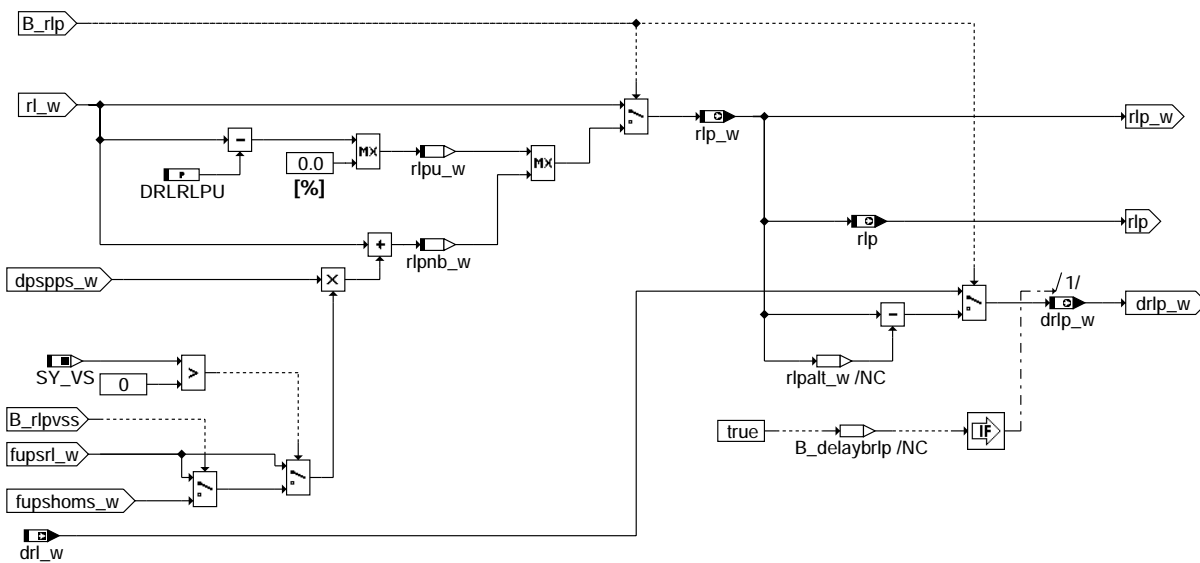 B_rlp
rl_w
-
P
DRLRLPU
0.0
[%]
MX
rlpu_w
MX
rlp_w
rlp_w
rlp
rlp
+
rlpnb_w
dpspps_w
×
/1/
drlp_w
drlp_w
-
rlpalt_w /NC
SY_VS
0
>
B_rlpvss
true
B_delaybrlp /NC
IF
fupsrl_w
fupshoms_w
drl_w